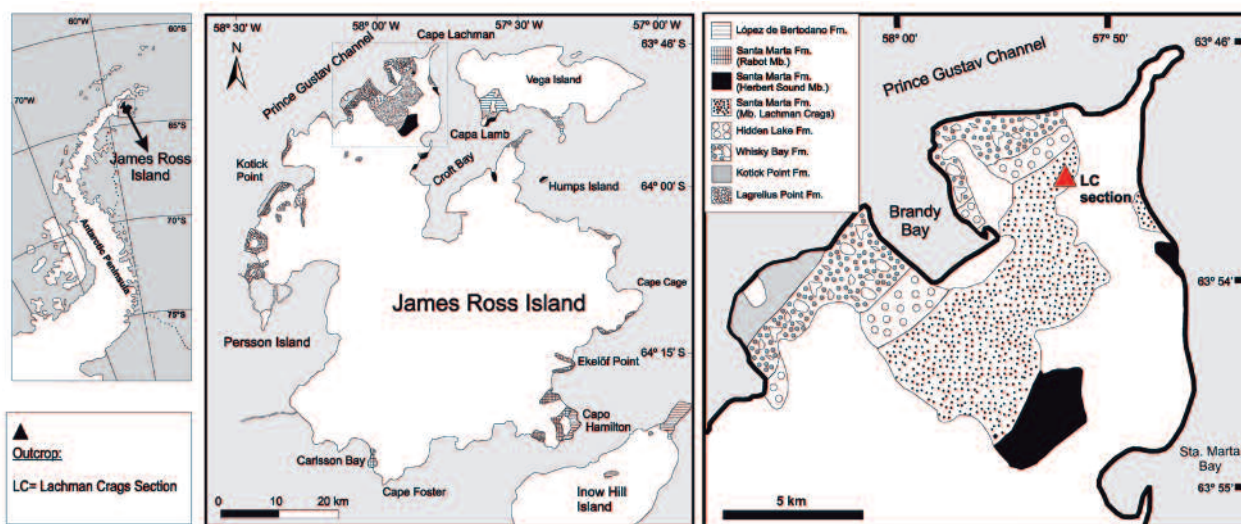 60°W
60°S
70°W
65°S
James Ross
Island
70°S
Antarctic Peninsula
75°S
Outcrop:
LC= Lachman Crags Section
58° 30' W
58° 00' W
57° 30' W
57° 00' W
N
Cape Lachman
63° 46' S
Prince Gustav Channel
Vega Island
Capa Lamb
Kotick
Point
Croft Bay
Humps Island
64° 00' S
James Ross Island
Cape Cage
Persson Island
64° 15' S
Ekelöf Point
Capo
Hamilton
Carlsson Bay
Cape Foster
Inow Hill
Island
0 10 20 km
López de Bertodano Fm.
Santa Marta Fm.
(Rabot Mb.)
Santa Marta Fm.
(Herbert Sound Mb.)
Santa Marta Fm.
(Mb. Lachman Crags)
Hidden Lake Fm.
Whisky Bay Fm.
Kotick Point Fm.
Lagrelius Point Fm.
58° 00'
57° 50'
63° 46'
Prince Gustav Channel
LC
section
Brandy
Bay
63° 54'
Sta. Marta
Bay
63° 55'
5 km